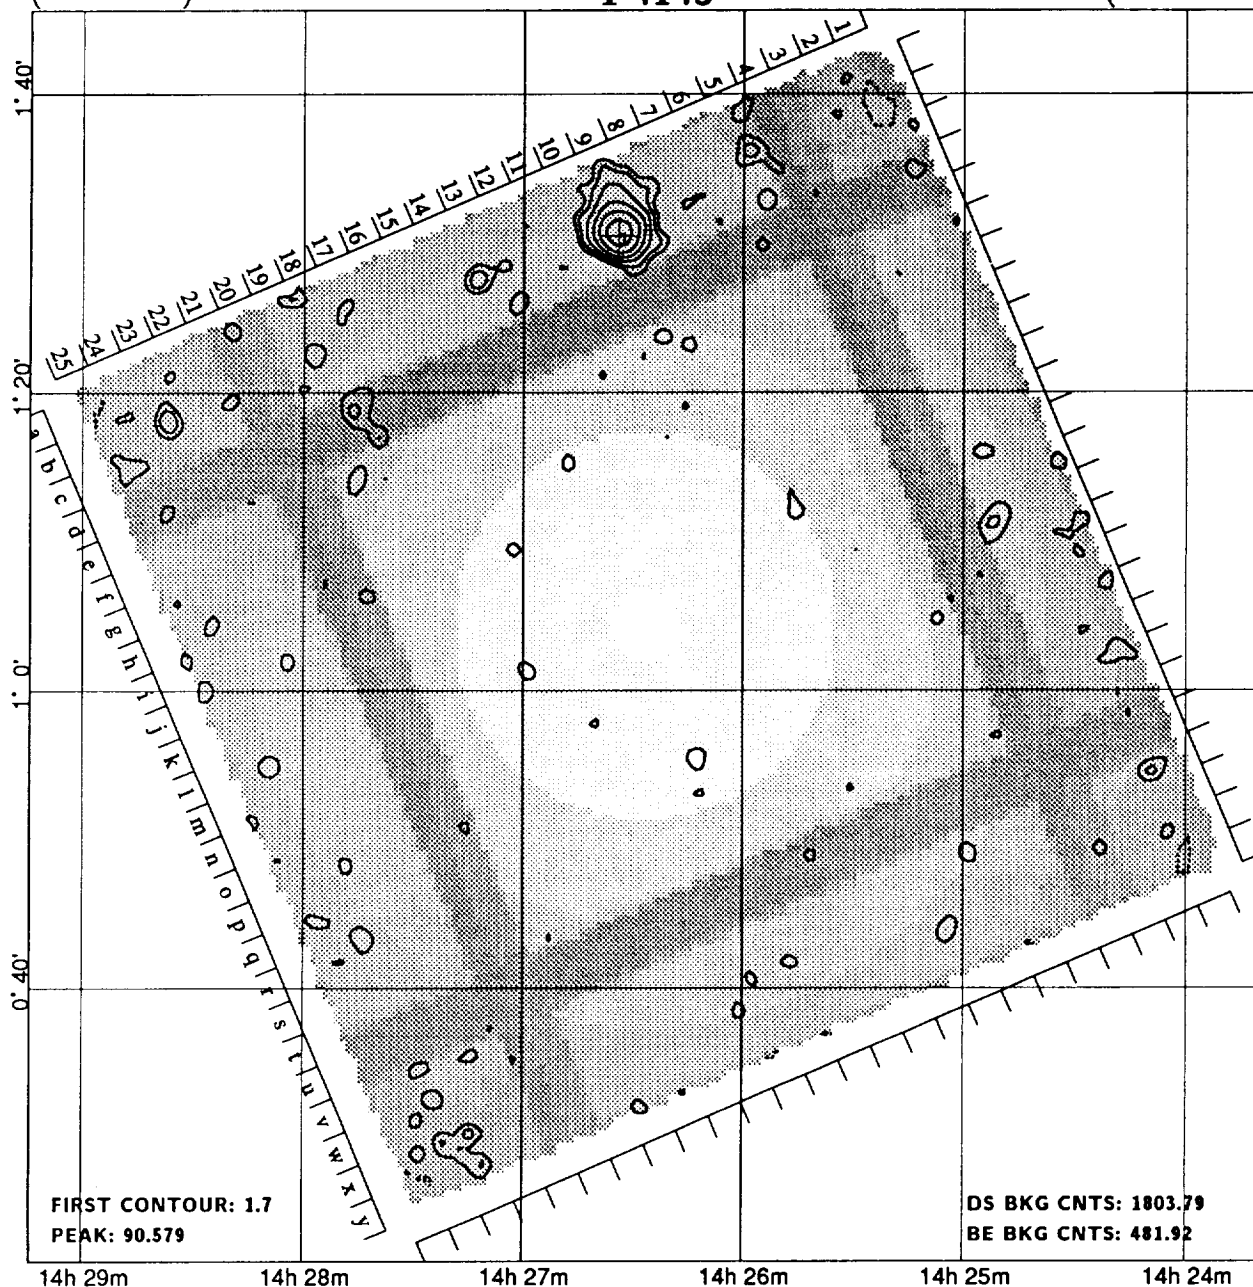 1 2 3 4 5 6 7 8 9 10 11 12 13 14 15 16 17 18 19 20 21 22 23 24 25
1° 40'
1° 20'
1° 0'
0° 40'
a b c d e f g h i j k l m n o p q r s t u v w x y
FIRST CONTOUR: 1.7
PEAK: 90.579
DS BKG CNTS: 1803.79
BE BKG CNTS: 481.92
14h 29m 14h 28m 14h 27m 14h 26m 14h 25m 14h 24m